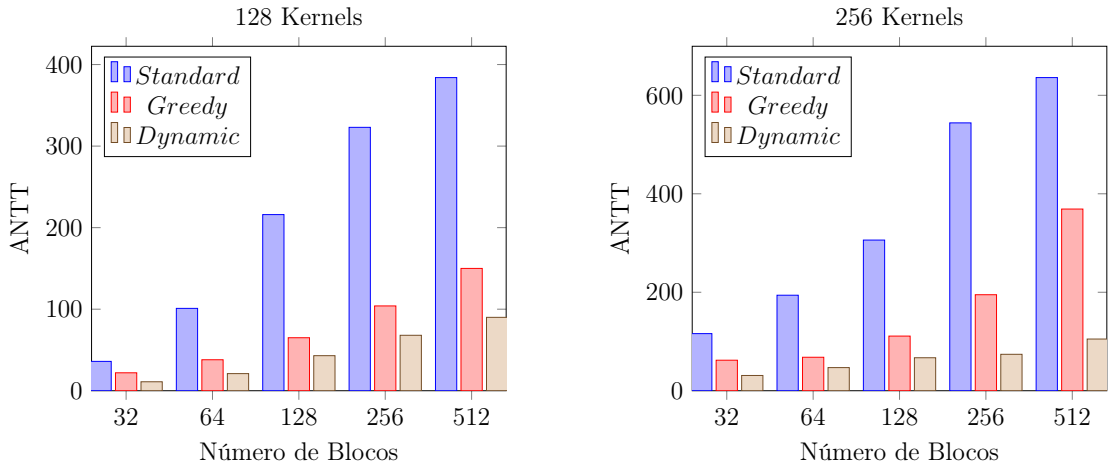 128 Kernels
ANTT
400
300
200
100
0
Standard
Greedy
Dynamic
32 64 128 256 512
Número de Blocos
256 Kernels
ANTT
600
400
200
0
Standard
Greedy
Dynamic
32 64 128 256 512
Número de Blocos